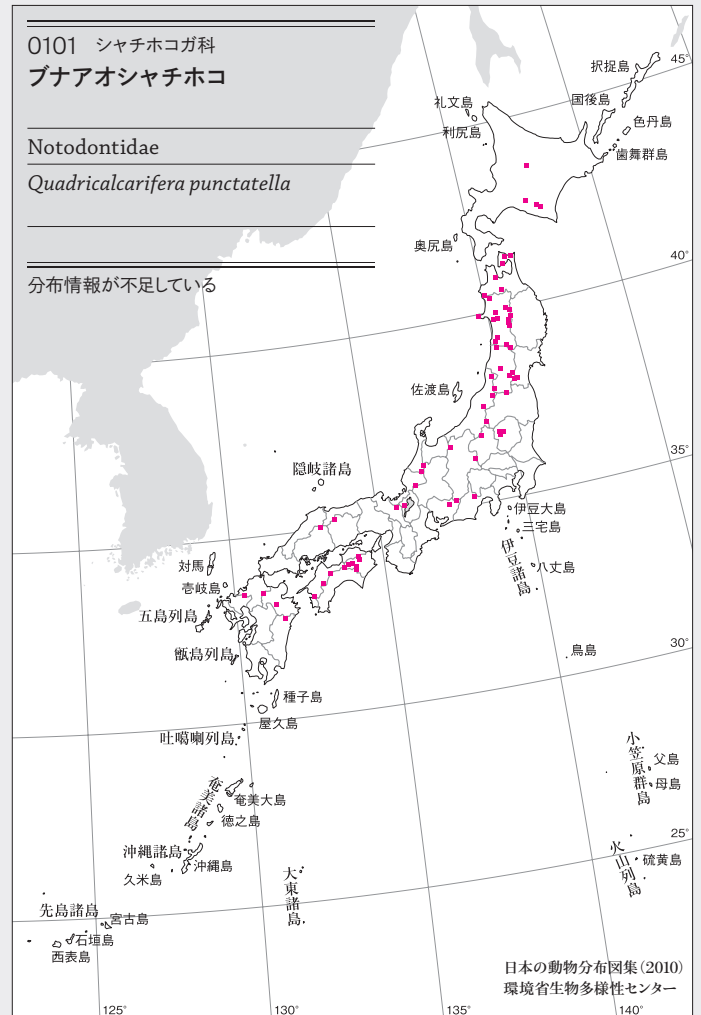 0101 シャチホコガ科
ブナアオシャチホコ
Notodontidae
Quadricalcarifera punctatella
分布情報が不足している
択捉島
45°
礼文島
国後島
利尻島
色丹島
歯舞群島
奥尻島
40°
佐渡島
35°
隠岐諸島
伊豆大島
三宅島
伊豆諸島
八丈島
対馬
壱岐島
五島列島
甑島列島
鳥島
30°
種子島
屋久島
吐噶喇列島
小笠原群島
父島
母島
奄美諸島
奄美大島
徳之島
25°
火山列島
硫黄島
沖縄諸島
沖縄島
久米島
大東諸島
先島諸島
宮古島
石垣島
西表島
日本の動物分布図集(2010)
環境省生物多様性センター
125°
130°
135°
140°